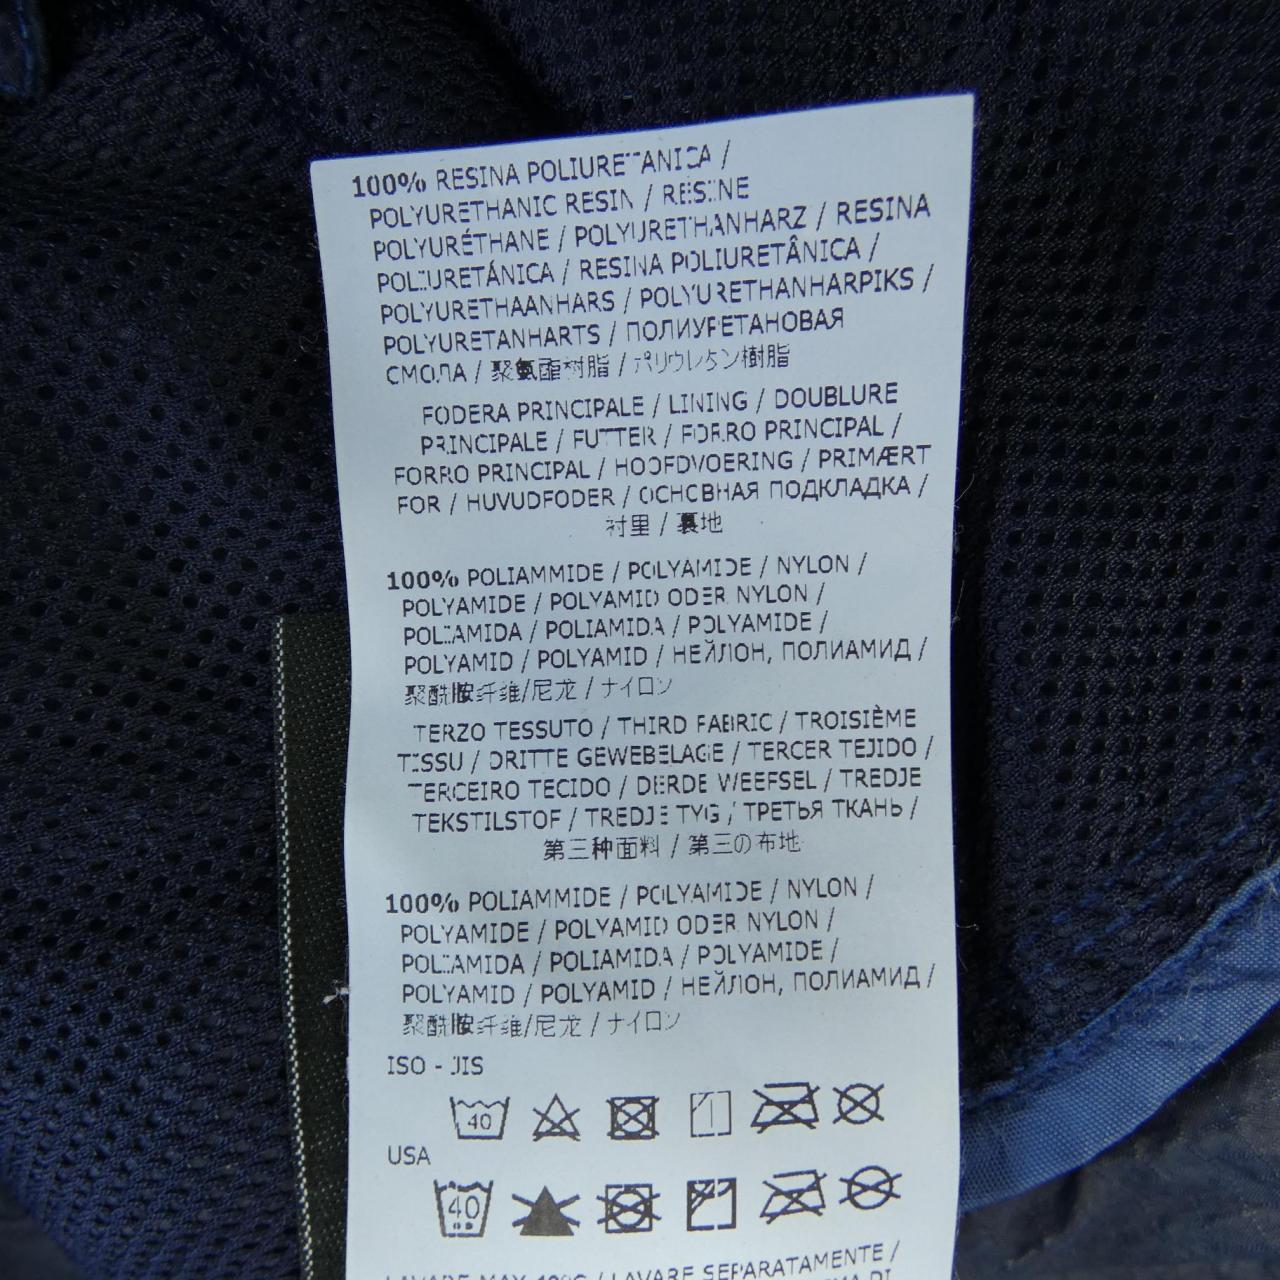 100% RESINA POLIURETANICA /
POLYURETHANIC RESIN / RESINE
POLYURÉTHANE / POLYURETHANHARZ / RESINA
POLIURETÁNICA / RESINA POLIURETÂNICA /
POLYURETHAANHARS / POLYURETHANHARPIKS /
POLYURETANHARTS / ПОЛИУРЕТАНОВАЯ
СМОЛА / 聚氨酯树脂 / ポリウレタン樹脂
FODERA PRINCIPALE / LINING / DOUBLURE
PRINCIPALE / FUTTER / FORRO PRINCIPAL /
FORRO PRINCIPAL / HOOFDVOERING / PRIMÆRT
FOR / HUVUDFODER / ОСНОВНАЯ ПОДКЛАДКА /
衬里 / 裏地
100% POLIAMMIDE / POLYAMIDE / NYLON /
POLYAMIDE / POLYAMID ODER NYLON /
POLIAMIDA / POLIAMIDA / POLYAMIDE /
POLYAMID / POLYAMID / НЕЙЛОН, ПОЛИАМИД /
聚酰胺纤维/尼龙 / ナイロン
TERZO TESSUTO / THIRD FABRIC / TROISIÈME
TISSU / DRITTE GEWEBELAGE / TERCER TEJIDO /
TERCEIRO TECIDO / DERDE WEEFSEL / TREDJE
TEKSTILSTOF / TREDJE TYG / ТРЕТЬЯ ТКАНЬ /
第三种面料 / 第三の布地
100% POLIAMMIDE / POLYAMIDE / NYLON /
POLYAMIDE / POLYAMID ODER NYLON /
POLIAMIDA / POLIAMIDA / POLYAMIDE /
POLYAMID / POLYAMID / НЕЙЛОН, ПОЛИАМИД /
聚酰胺纤维/尼龙 / ナイロン
ISO - JIS
40
USA
40
LAVARE MAX 40°C / LAVARE SEPARATAMENTE /
DI